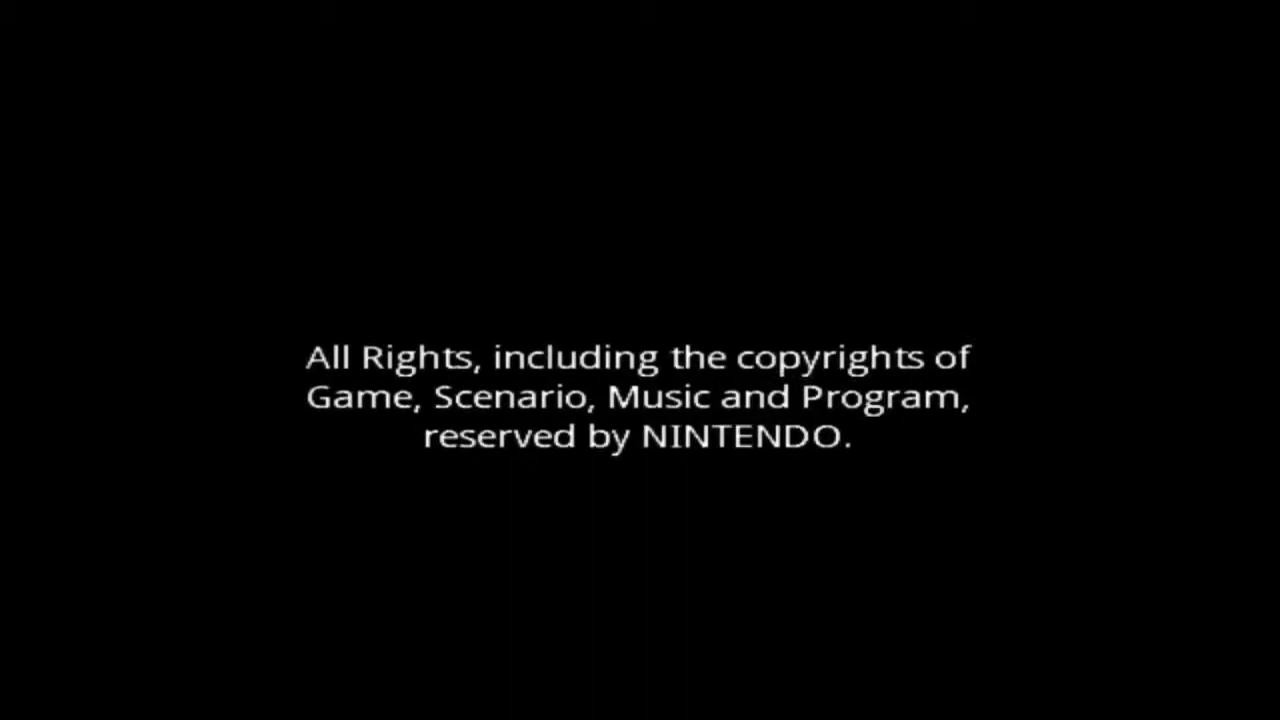 All Rights, including the copyrights of
Game, Scenario, Music and Program,
reserved by NINTENDO.